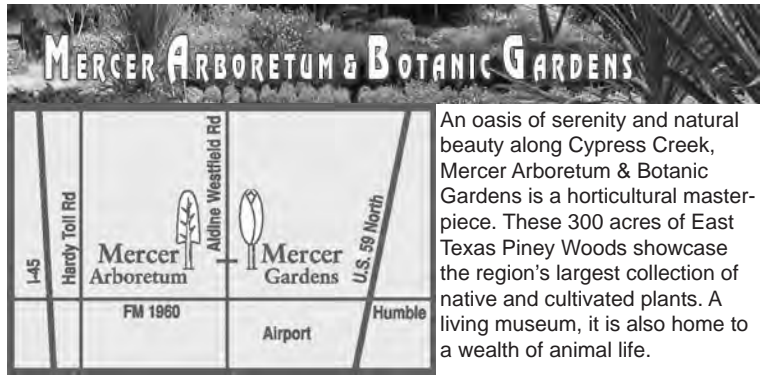 MERCER ARBORETUM & BOTANIC GARDENS
An oasis of serenity and natural
beauty along Cypress Creek,
Mercer Arboretum & Botanic
Gardens is a horticultural master-
piece. These 300 acres of East
Texas Piney Woods showcase
the region's largest collection of
native and cultivated plants. A
living museum, it is also home to
a wealth of animal life.
I-45
Hardy Toll Rd
Aldine Westfield Rd
U.S. 59 North
Mercer
Arboretum
Mercer
Gardens
FM 1960
Airport
Humble